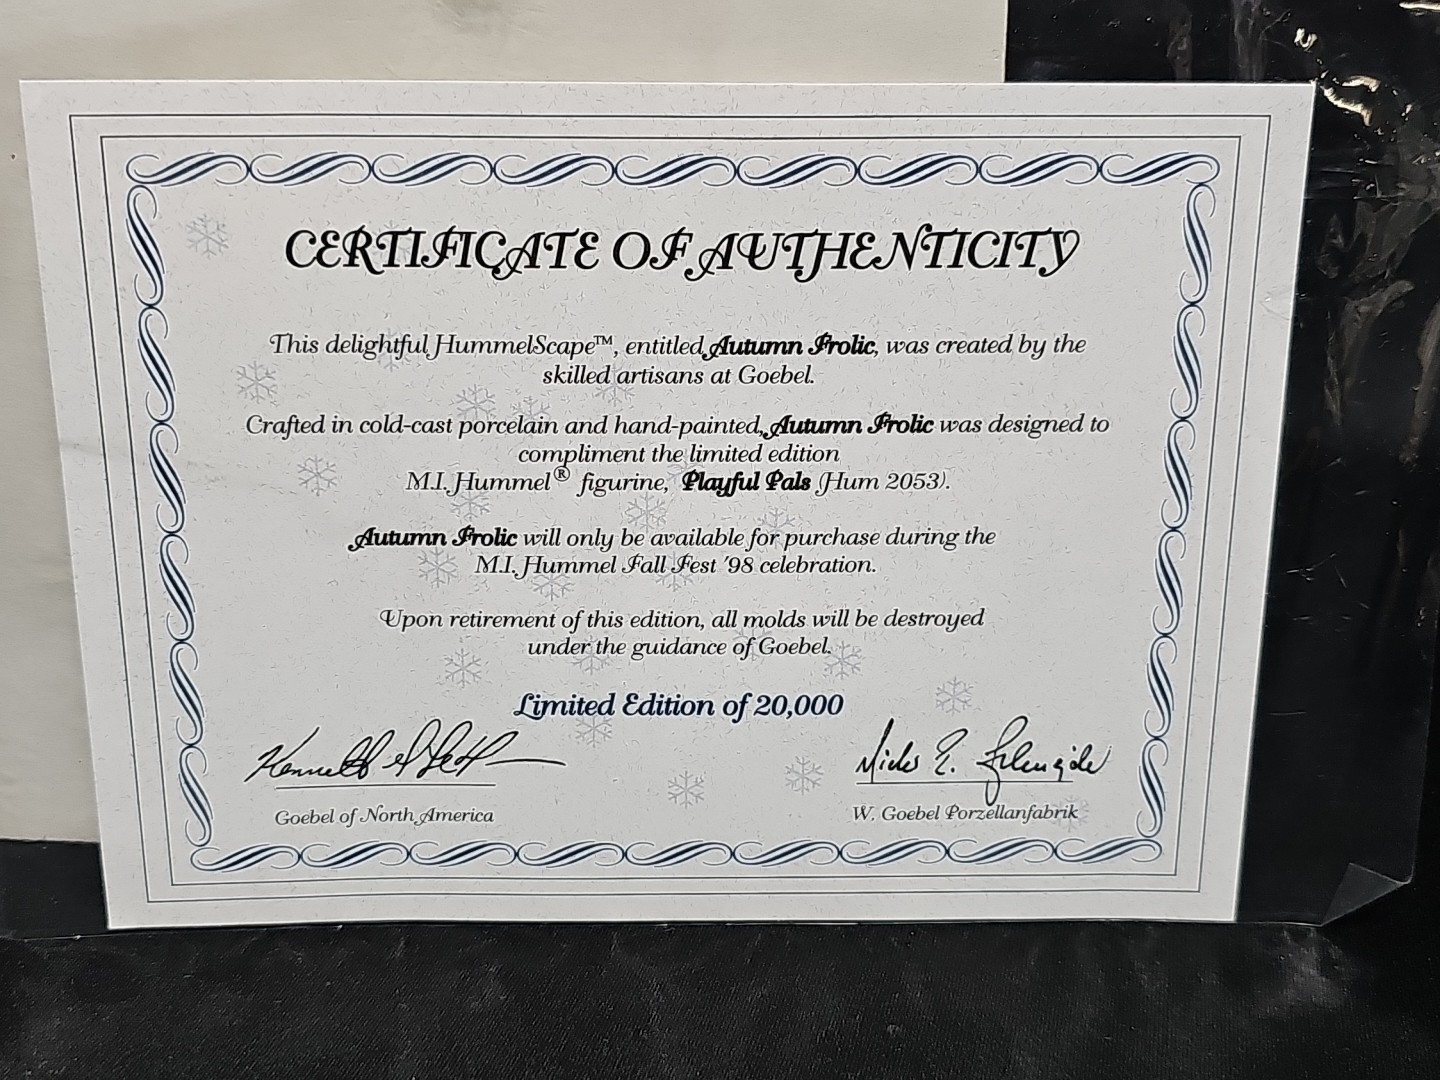 CERTIFICATE OF AUTHENTICITY
This delightful HummelScape™, entitled Autumn Frolic, was created by the
skilled artisans at Goebel.
Crafted in cold-cast porcelain and hand-painted, Autumn Frolic was designed to
compliment the limited edition
M.I. Hummel® figurine, Playful Pals (Hum 2053).
Autumn Frolic will only be available for purchase during the
M.I. Hummel Fall Fest '98 celebration.
Upon retirement of this edition, all molds will be destroyed
under the guidance of Goebel.
Limited Edition of 20,000
Goebel of North America
W. Goebel Porzellanfabrik